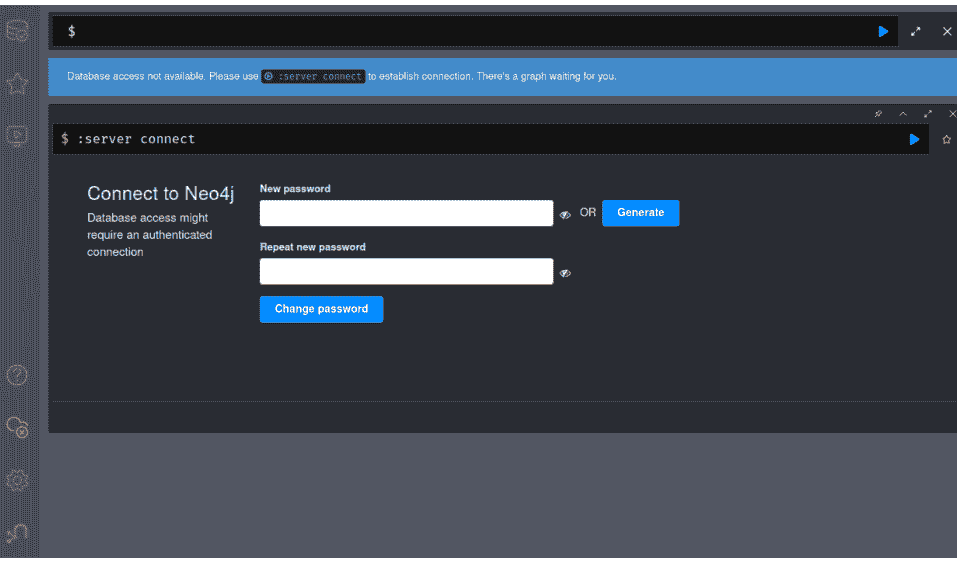 $
Database access not available. Please use :server connect to establish connection. There's a graph waiting for you.
$ :server connect
Connect to Neo4j
Database access might
require an authenticated
connection
New password
OR Generate
Repeat new password
Change password